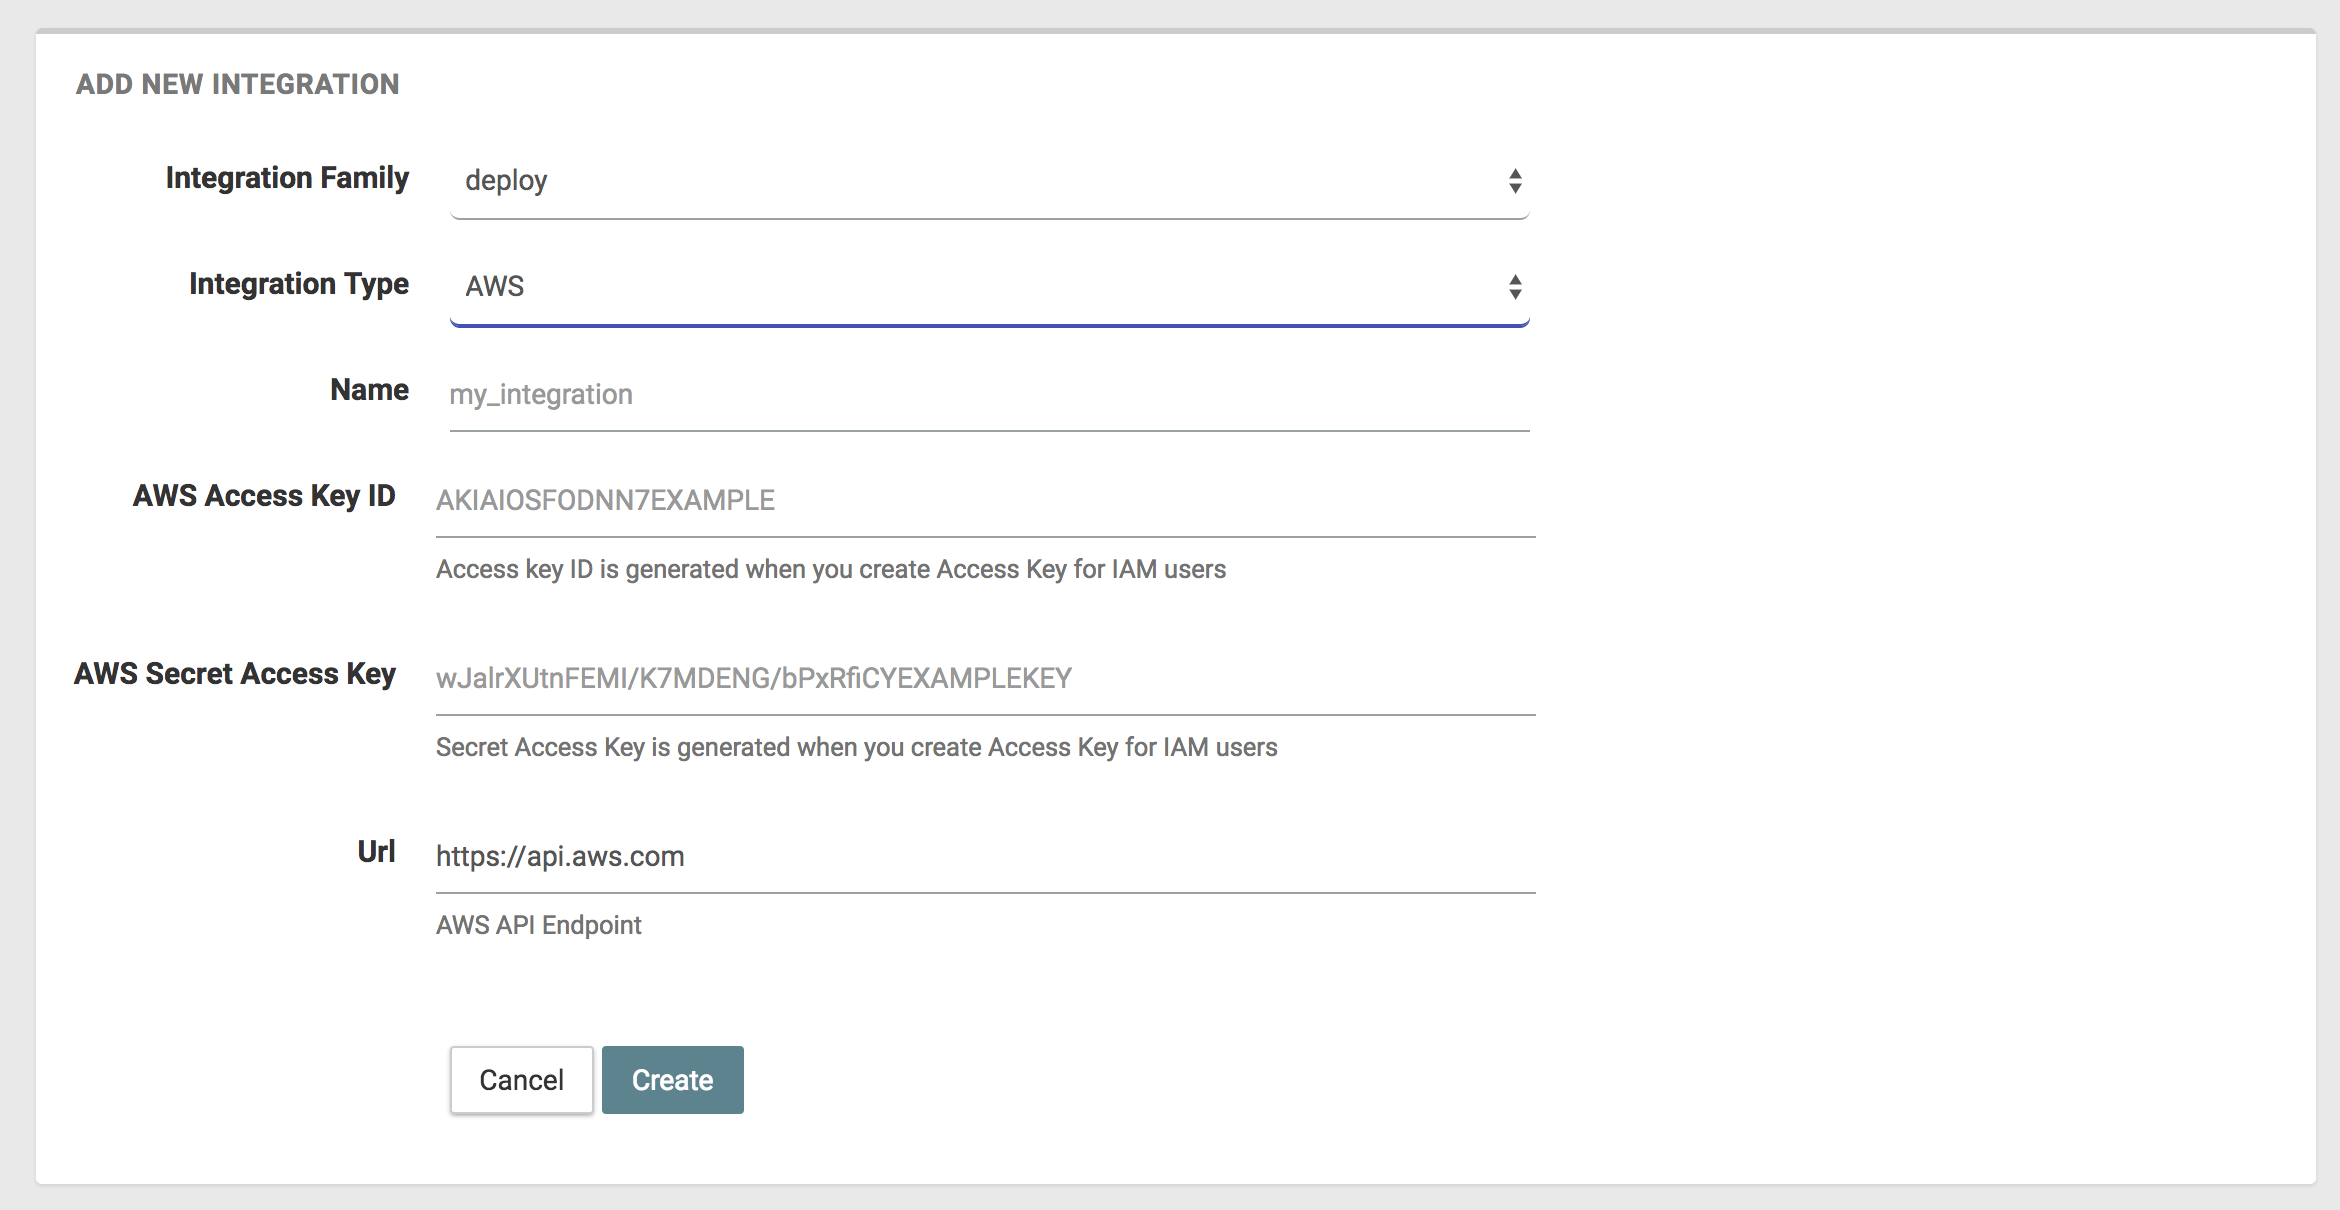 ADD NEW INTEGRATION
Integration Family
deploy
Integration Type
AWS
Name
my_integration
AWS Access Key ID
AKIAIOSFODNN7EXAMPLE
Access key ID is generated when you create Access Key for IAM users
AWS Secret Access Key
wJalrXUtnFEMI/K7MDENG/bPxRfiCYEXAMPLEKEY
Secret Access Key is generated when you create Access Key for IAM users
Url
https://api.aws.com
AWS API Endpoint
Cancel
Create